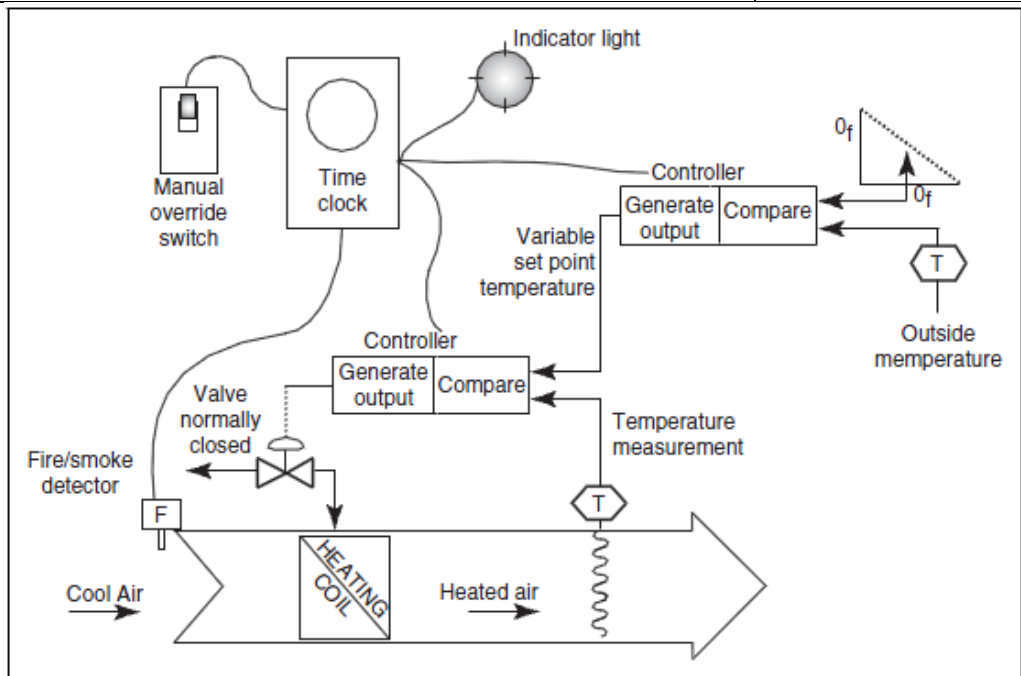 Indicator light
Manual
override
switch
Time
clock
Controller
Generate
output
Compare
0f
0f
T
Outside
memperature
Variable
set point
temperature
Controller
Generate
output
Compare
Valve
normally
closed
Temperature
measurement
Fire/smoke
detector
F
T
Cool Air
HEATING
COIL
Heated air